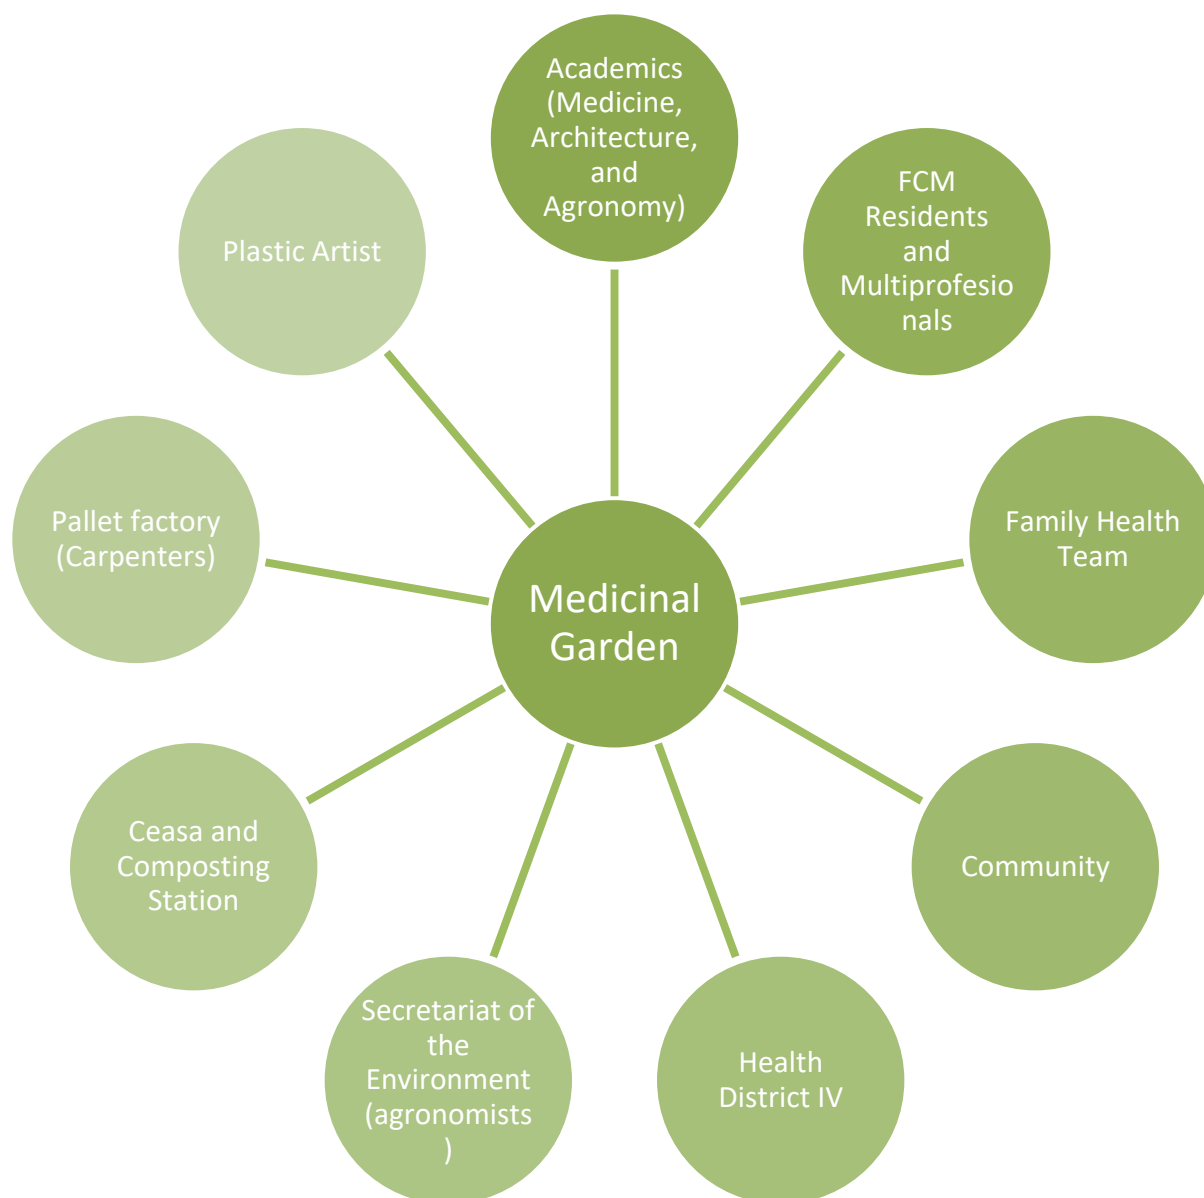 Academics
(Medicine,
Architecture,
and
Agronomy)
FCM
Residents
and
Multiprofesio
nals
Family Health
Team
Community
Health
District IV
Secretariat of
the
Environment
(agronomists
)
Ceasa and
Composting
Station
Pallet factory
(Carpenters)
Plastic Artist
Medicinal
Garden